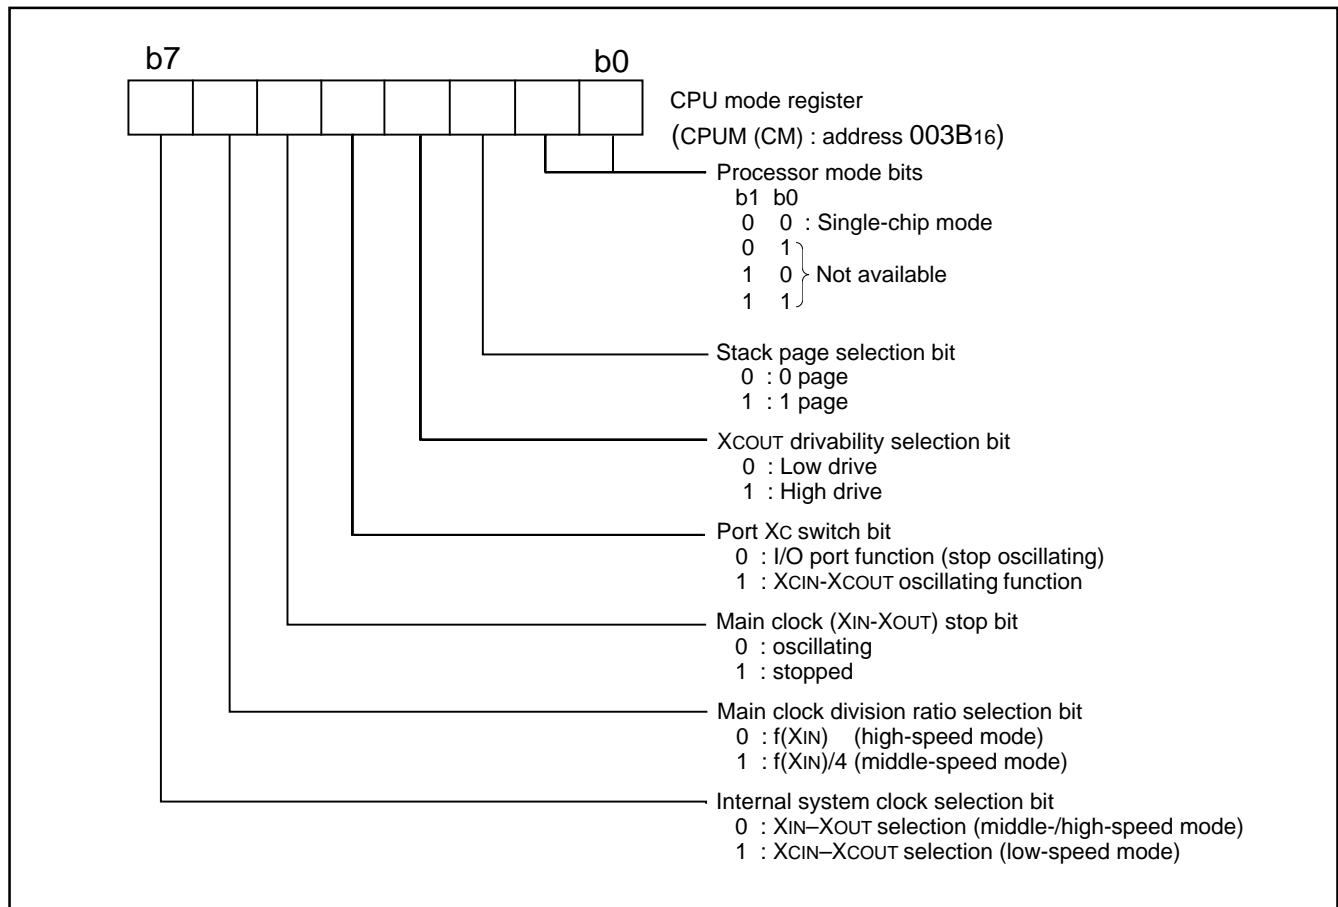 b7 b0
CPU mode register
(CPUM (CM) : address 003B16)
Processor mode bits
b1 b0
0 0 : Single-chip mode
0 1
1 0 Not available
1 1
Stack page selection bit
0 : 0 page
1 : 1 page
XCOUT drivability selection bit
0 : Low drive
1 : High drive
Port XC switch bit
0 : I/O port function (stop oscillating)
1 : XCIN-XCOUT oscillating function
Main clock (XIN-XOUT) stop bit
0 : oscillating
1 : stopped
Main clock division ratio selection bit
0 : f(XIN) (high-speed mode)
1 : f(XIN)/4 (middle-speed mode)
Internal system clock selection bit
0 : XIN–XOUT selection (middle-/high-speed mode)
1 : XCIN–XCOUT selection (low-speed mode)